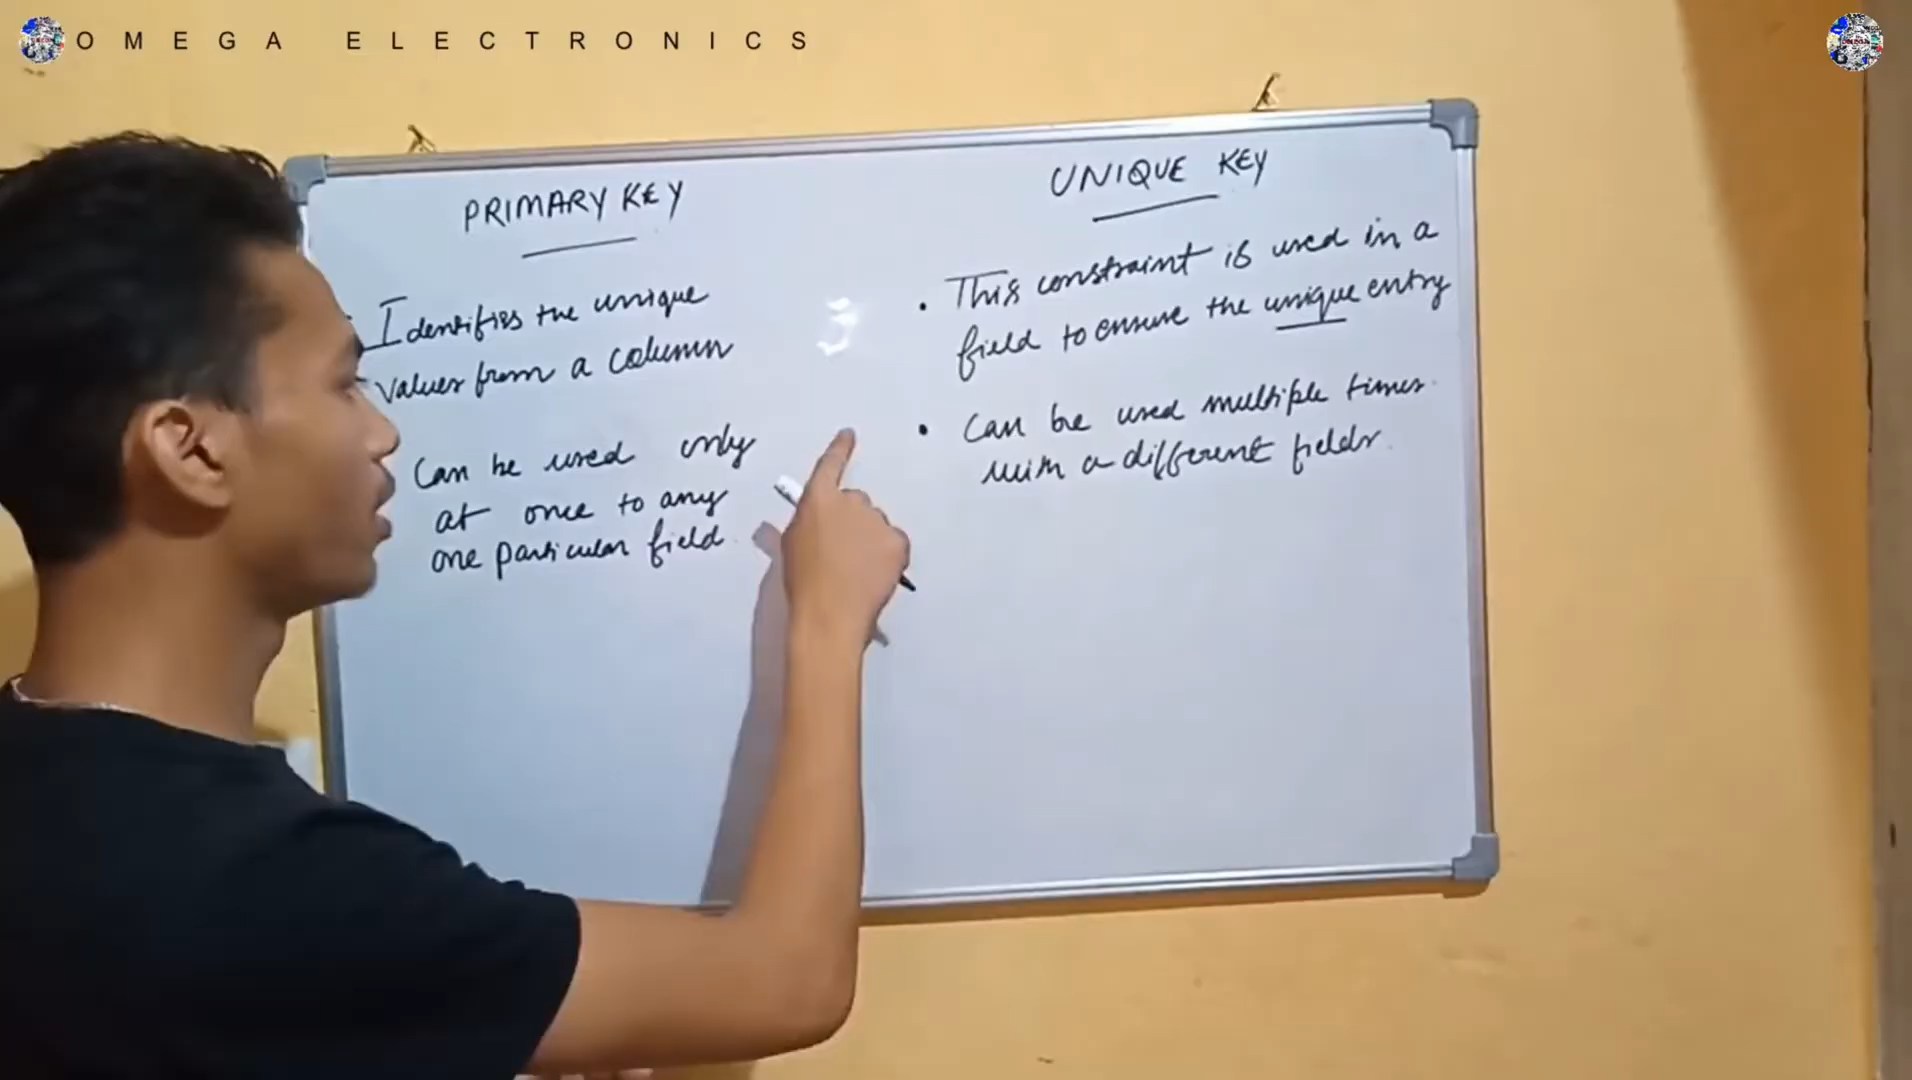 OMEGA ELECTRONICS
PRIMARY KEY
Identifies the unique
values from a column
Can be used only
at once to any
one particular field.
UNIQUE KEY
• This constraint is used in a
field to ensure the unique entry
• Can be used multiple times
with a different fields.